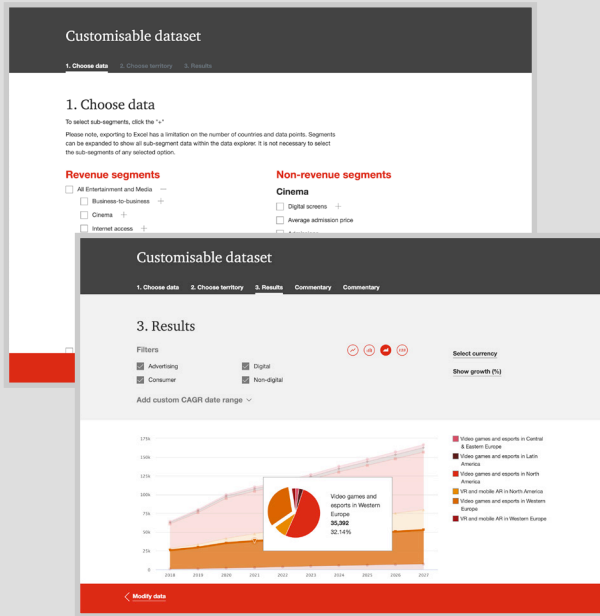 Customisable dataset
1. Choose data 2. Choose territory 3. Results
1. Choose data
To select sub-segments, click the "+"
Please note, exporting to Excel has a limitation on the number of countries and data points. Segments
can be expanded to show all sub-segment data within the data explorer. It is not necessary to select
the sub-segments of any selected option.
Revenue segments
All Entertainment and Media
Business-to-business
Cinema
Internet access
Non-revenue segments
Cinema
Digital screens
Average admission price
Customisable dataset
1. Choose data 2. Choose territory 3. Results Commentary Commentary
3. Results
Filters
Advertising
Digital
Consumer
Non-digital
Add custom CAGR date range
Select currency
Show growth (%)
175k
150k
125k
100k
75k
50k
25k
0
2018 2019 2020 2021 2022 2023 2024 2025 2026 2027
Video games and
esports in Western
Europe
35,392
32.14%
Video games and esports in Central
& Eastern Europe
Video games and esports in Latin
America
Video games and esports in North
America
VR and mobile AR in North America
Video games and esports in Western
Europe
VR and mobile AR in Western Europe
Modify data